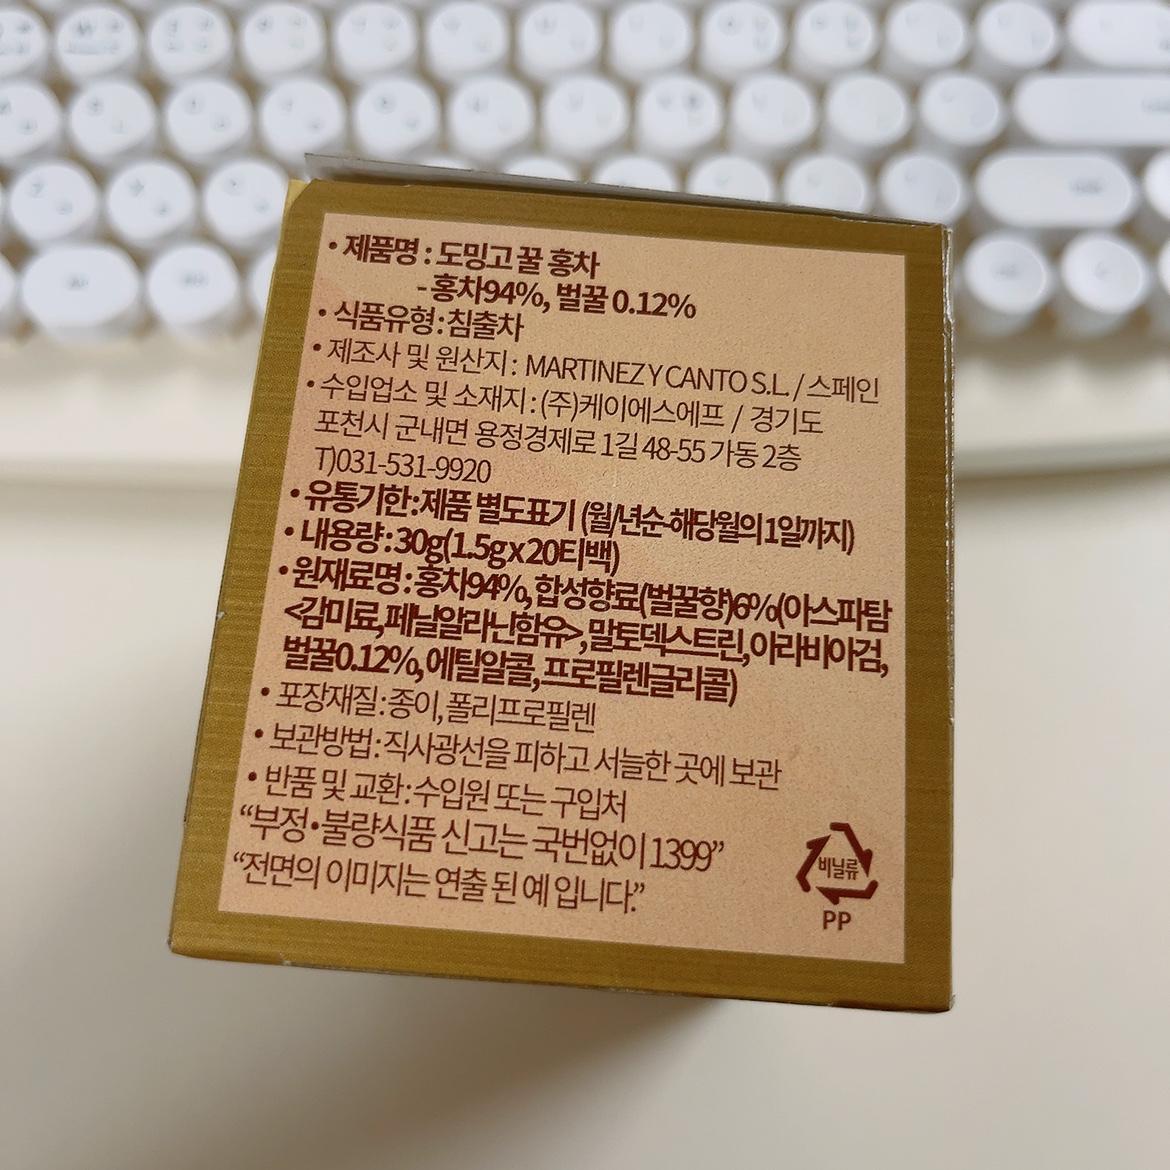 • 제품명 : 도밍고 꿀 홍차
- 홍차94%, 벌꿀 0.12%
• 식품유형 : 침출차
• 제조사 및 원산지 : MARTINEZ Y CANTO S.L. / 스페인
• 수입업소 및 소재지 : (주)케이에스에프 / 경기도
포천시 군내면 용정경제로 1길 48-55 가동 2층
T)031-531-9920
• 유통기한 : 제품 별도표기 (월/년순-해당월의 1일까지)
• 내용량 : 30g(1.5g x 20티백)
• 원재료명 : 홍차94%, 합성향료(벌꿀향)6%(아스파탐
<감미료,페닐알라닌함유>,말토덱스트린,아라비아검,
벌꿀0.12%, 에틸알콜, 프로필렌글리콜)
• 포장재질 : 종이, 폴리프로필렌
• 보관방법 : 직사광선을 피하고 서늘한 곳에 보관
• 반품 및 교환 : 수입원 또는 구입처
“부정•불량식품 신고는 국번없이 1399”
“전면의 이미지는 연출 된 예 입니다.”
비닐류
PP